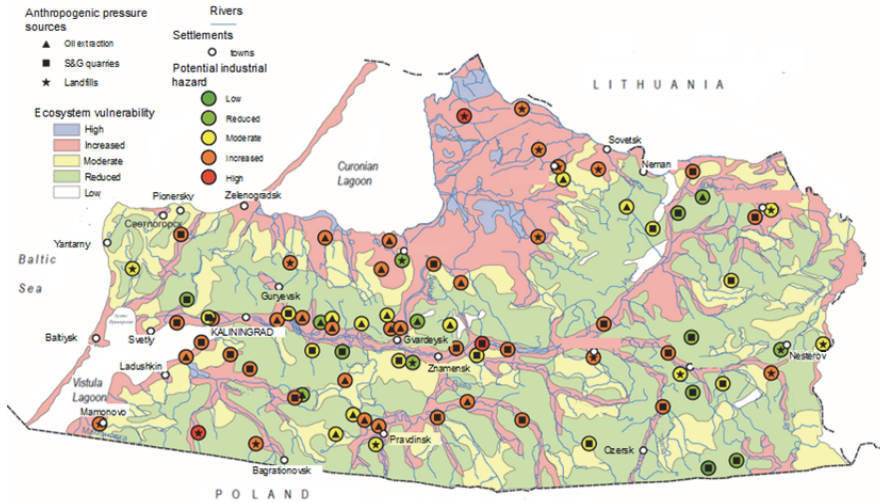 Anthropogenic pressure
sources
Oil extraction
S&G quarries
Landfills
Ecosystem vulnerability
High
Increased
Moderate
Reduced
Low
Rivers
Settlements
towns
Potential industrial
hazard
Low
Reduced
Moderate
Increased
High
LITHUANIA
Curonian
Lagoon
Sovetsk
Neman
Pionersky
Zelenogradsk
Yantarny
Baltic
Sea
Guryevsk
KALININGRAD
Baltiysk
Svetly
Gvardeysk
Znamensk
Nesterov
Ladushkin
Vistula
Lagoon
Mamonovo
Pravdinsk
Ozersk
Bagrationovsk
POLAND